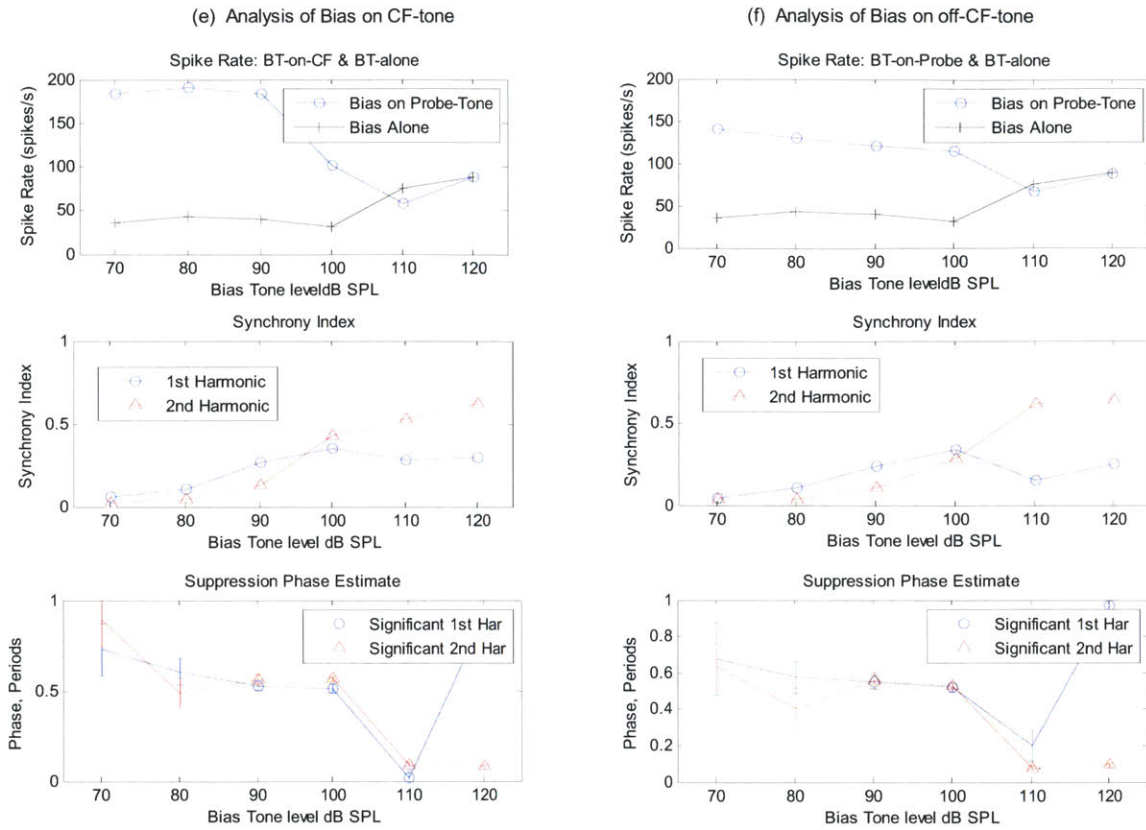 (e) Analysis of Bias on CF-tone
Spike Rate: BT-on-CF & BT-alone
200
150
100
50
0
Spike Rate (spikes/s)
Bias on Probe-Tone
Bias Alone
70 80 90 100 110 120
Bias Tone leveldB SPL
Synchrony Index
1
0.5
0
Synchrony Index
1st Harmonic
2nd Harmonic
70 80 90 100 110 120
Bias Tone level dB SPL
Suppression Phase Estimate
1
0.5
0
Phase, Periods
Significant 1st Har
Significant 2nd Har
70 80 90 100 110 120
Bias Tone level dB SPL
(f) Analysis of Bias on off-CF-tone
Spike Rate: BT-on-Probe & BT-alone
200
150
100
50
0
Spike Rate (spikes/s)
Bias on Probe-Tone
Bias Alone
70 80 90 100 110 120
Bias Tone leveldB SPL
Synchrony Index
1
0.5
0
Synchrony Index
1st Harmonic
2nd Harmonic
70 80 90 100 110 120
Bias Tone level dB SPL
Suppression Phase Estimate
1
0.8
0.6
0.4
0.2
0
Phase, Periods
Significant 1st Har
Significant 2nd Har
70 80 90 100 110 120
Bias Tone level dB SPL